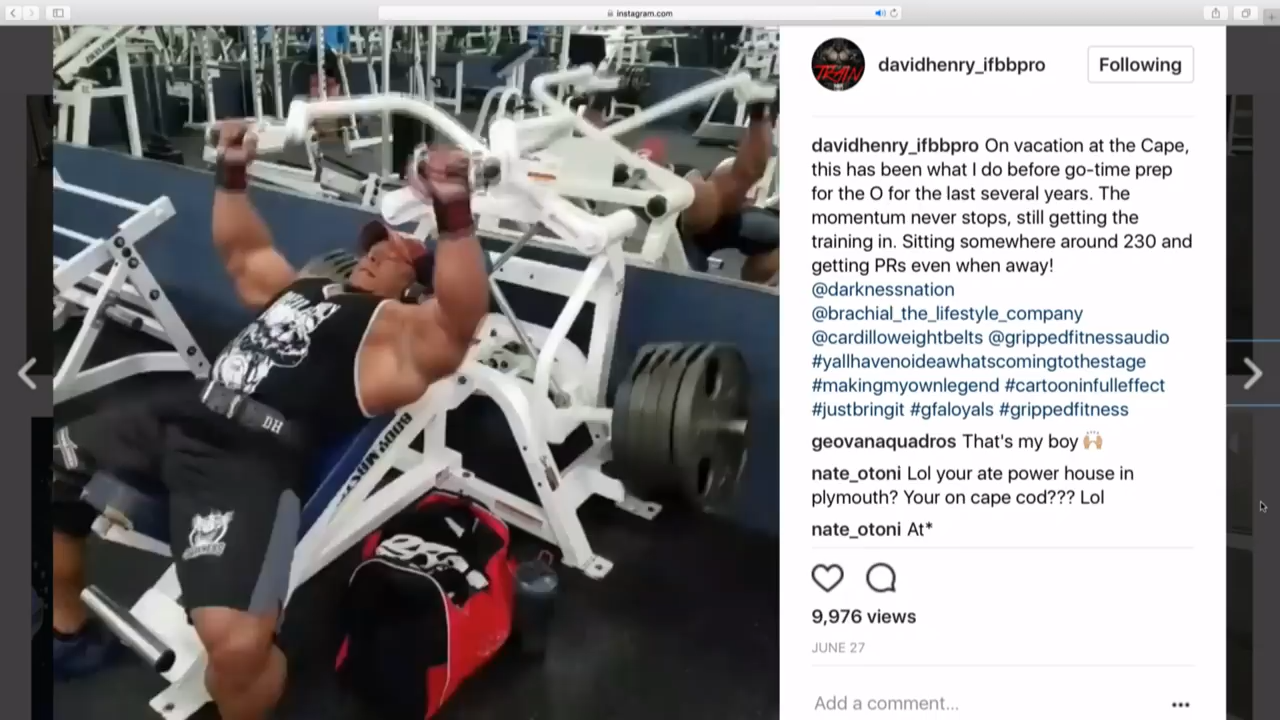 instagram.com
TRAIN
davidhenry_ifbbpro
Following
davidhenry_ifbbpro On vacation at the Cape,
this has been what I do before go-time prep
for the O for the last several years. The
momentum never stops, still getting the
training in. Sitting somewhere around 230 and
getting PRs even when away!
@darknessnation
@brachial_the_lifestyle_company
@cardilloweightbelts @grippedfitnessaudio
#yallhavenoideawhatscomingtothestage
#makingmyownlegend #cartooninfulleffect
#justbringit #gfaloyals #grippedfitness
geovanaquadros That's my boy 🙌🏼
nate_otoni Lol your ate power house in
plymouth? Your on cape cod??? Lol
nate_otoni At*
9,976 views
JUNE 27
Add a comment...
DH